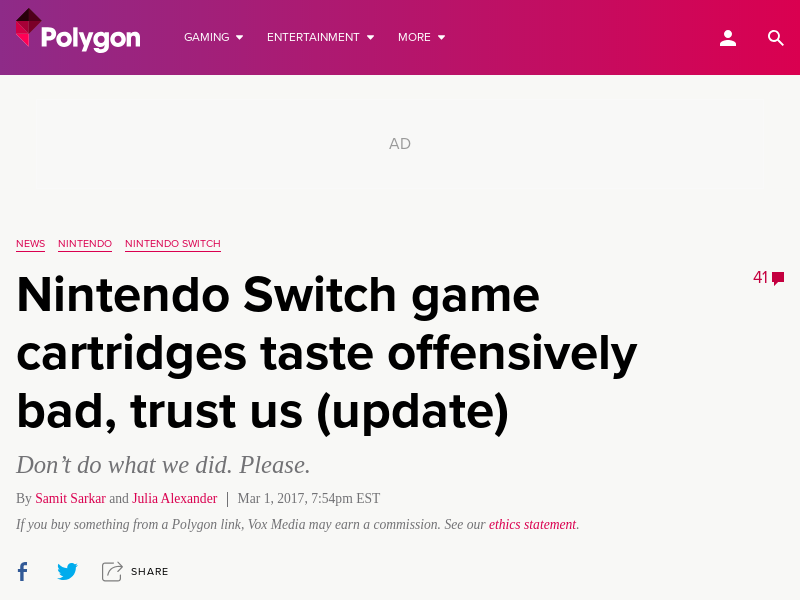 Polygon
GAMING
ENTERTAINMENT
MORE
AD
NEWS NINTENDO NINTENDO SWITCH
Nintendo Switch game
cartridges taste offensively
bad, trust us (update)
41
Don’t do what we did. Please.
By Samit Sarkar and Julia Alexander | Mar 1, 2017, 7:54pm EST
If you buy something from a Polygon link, Vox Media may earn a commission. See our ethics statement.
SHARE